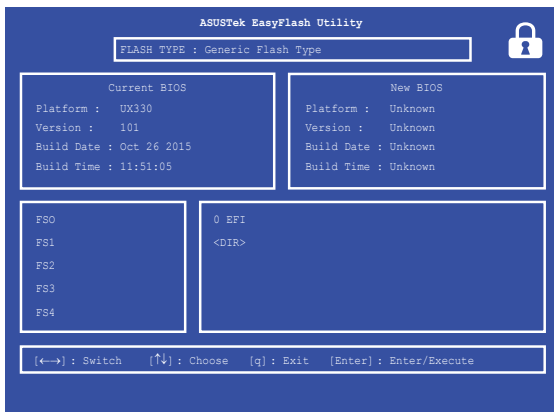 ASUSTek EasyFlash Utility
FLASH TYPE : Generic Flash Type
Current BIOS
Platform : UX330
Version : 101
Build Date : Oct 26 2015
Build Time : 11:51:05
New BIOS
Platform : Unknown
Version : Unknown
Build Date : Unknown
Build Time : Unknown
FSO
FS1
FS2
FS3
FS4
0 EFI
<DIR>
[←→] : Switch [↑↓] : Choose [q] : Exit [Enter] : Enter/Execute